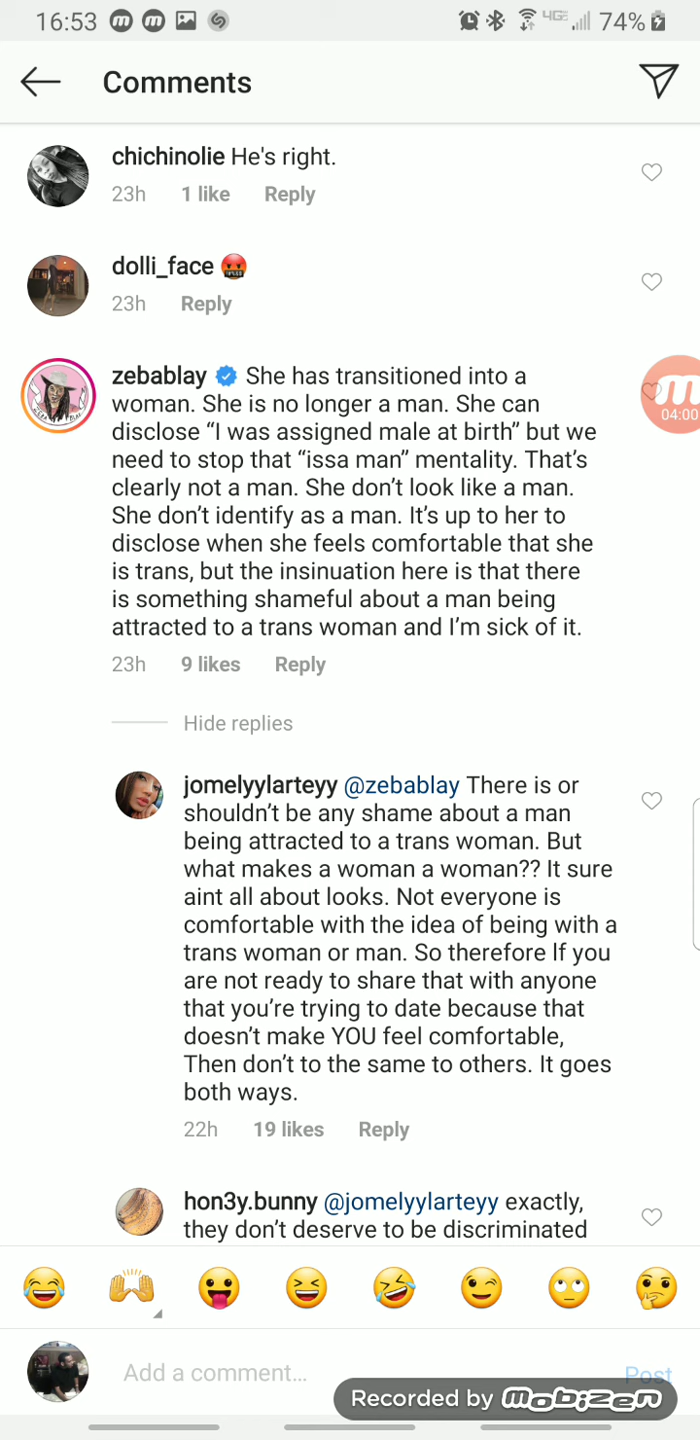 16:53 4GE 74%
Comments
chichinolie He's right.
23h 1 like Reply
dolli_face 🤬
23h Reply
zebablay She has transitioned into a
woman. She is no longer a man. She can
disclose “I was assigned male at birth” but we
need to stop that “issa man” mentality. That’s
clearly not a man. She don’t look like a man.
She don’t identify as a man. It’s up to her to
disclose when she feels comfortable that she
is trans, but the insinuation here is that there
is something shameful about a man being
attracted to a trans woman and I’m sick of it.
04:00
23h 9 likes Reply
Hide replies
jomelyylarteyy @zebablay There is or
shouldn’t be any shame about a man
being attracted to a trans woman. But
what makes a woman a woman?? It sure
aint all about looks. Not everyone is
comfortable with the idea of being with a
trans woman or man. So therefore If you
are not ready to share that with anyone
that you’re trying to date because that
doesn’t make YOU feel comfortable,
Then don’t to the same to others. It goes
both ways.
22h 19 likes Reply
hon3y.bunny @jomelyylarteyy exactly,
they don’t deserve to be discriminated
Add a comment... Post
Recorded by mobizen